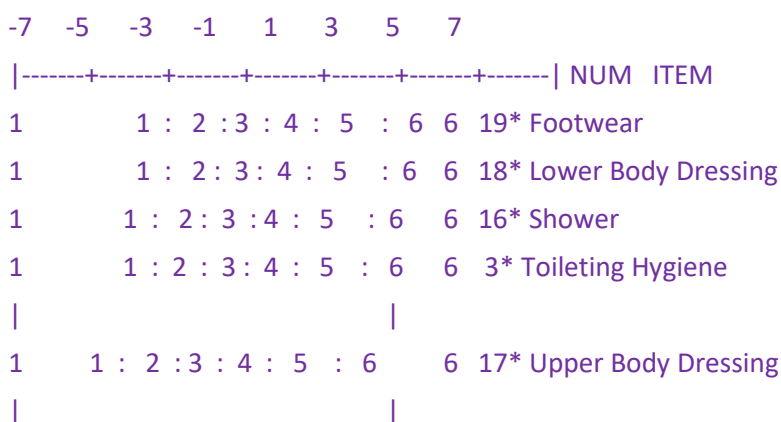 -7 -5 -3 -1 1 3 5 7
|-------+-------+-------+-------+-------+-------+-------| NUM ITEM
1 1 : 2 :3 : 4 : 5 : 6 6 19* Footwear
1 1 : 2: 3: 4 : 5 : 6 6 18* Lower Body Dressing
1 1 : 2: 3 :4 : 5 : 6 6 16* Shower
1 1 : 2 : 3: 4: 5 : 6 6 3* Toileting Hygiene
| |
1 1 : 2 :3 : 4 : 5 : 6 6 17* Upper Body Dressing
| |